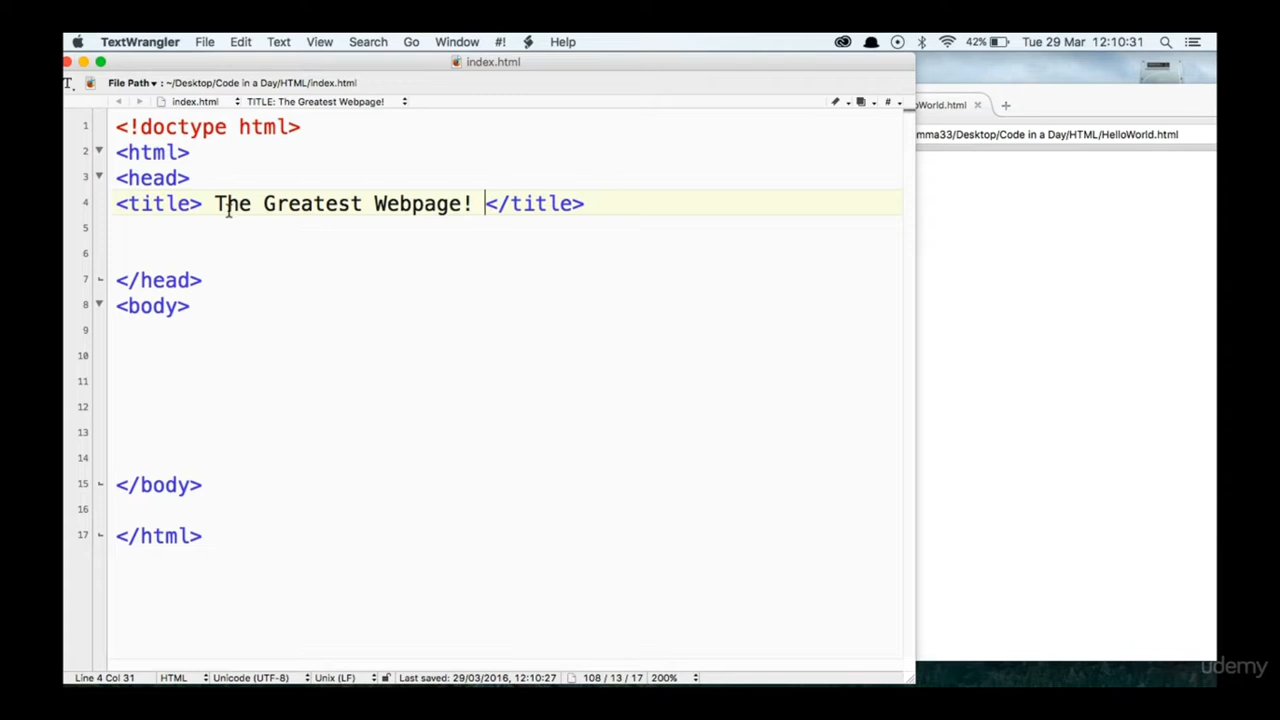 TextWrangler File Edit Text View Search Go Window #! Help 42% Tue 29 Mar 12:10:31
index.html
File Path : ~/Desktop/Code in a Day/HTML/index.html
index.html TITLE: The Greatest Webpage! #
oWorld.html
mma33/Desktop/Code in a Day/HTML/HelloWorld.html
1 <!doctype html>
2 <html>
3 <head>
4 <title> The Greatest Webpage! </title>
5
6
7 </head>
8 <body>
9
10
11
12
13
14
15 </body>
16
17 </html>
Line 4 Col 31 HTML Unicode (UTF-8) Unix (LF) Last saved: 29/03/2016, 12:10:27 108 / 13 / 17 200%
udemy